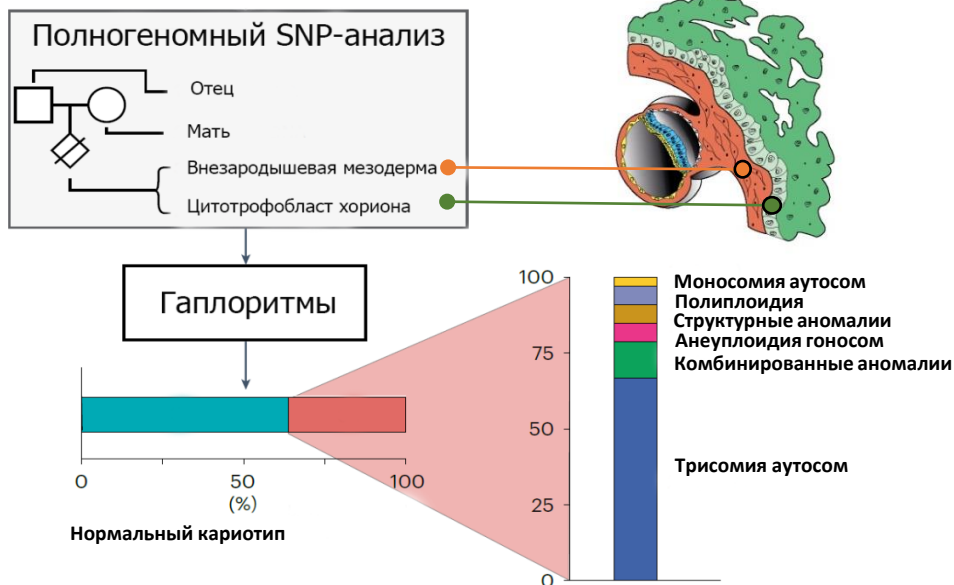 Полногеномный SNP-анализ
Отец
Мать
Внезародышевая мезодерма
Цитотрофобласт хориона
Гаплоритмы
0
50
100
(%)
Нормальный кариотип
100
75
50
25
0
Моносомия аутосом
Полиплоидия
Структурные аномалии
Анеуплоидия гоносом
Комбинированные аномалии
Трисомия аутосом